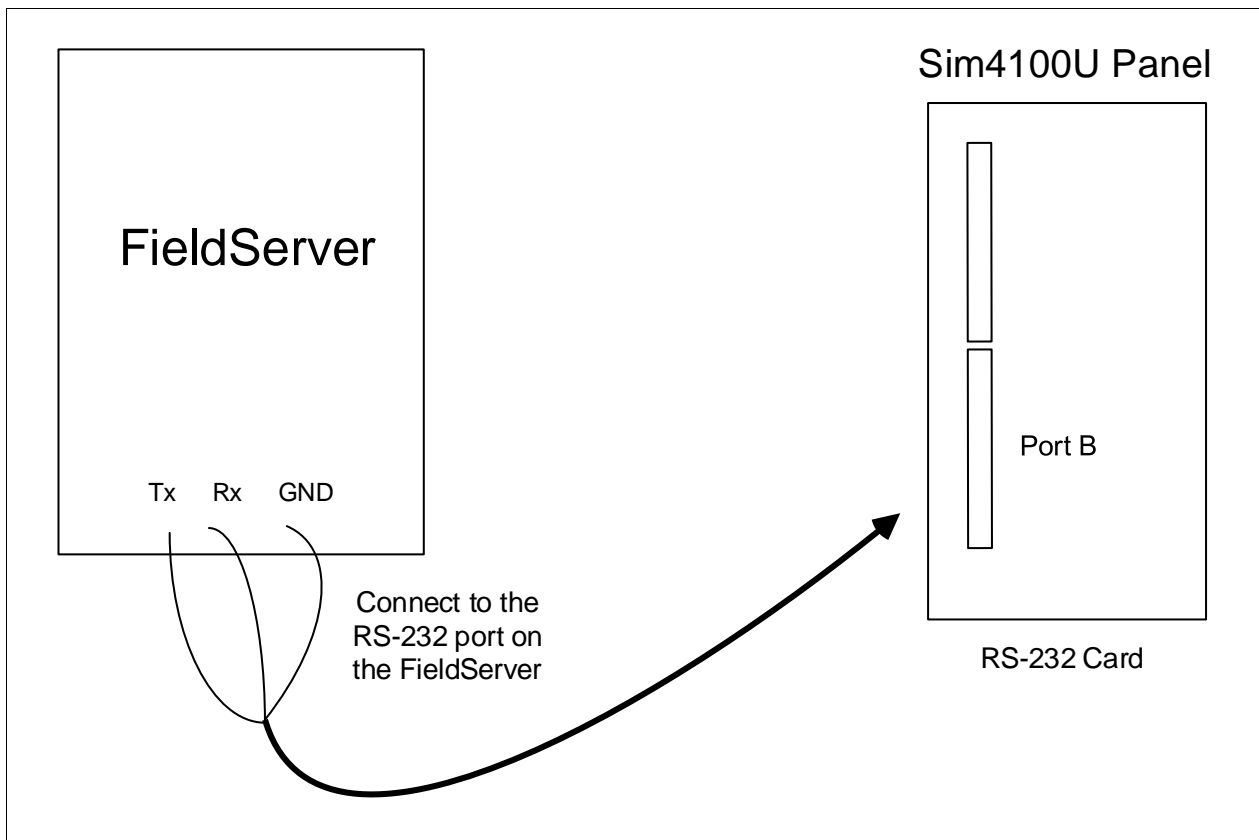 Sim4100U Panel
FieldServer
Port B
Tx Rx GND
Connect to the
RS-232 port on
the FieldServer
RS-232 Card